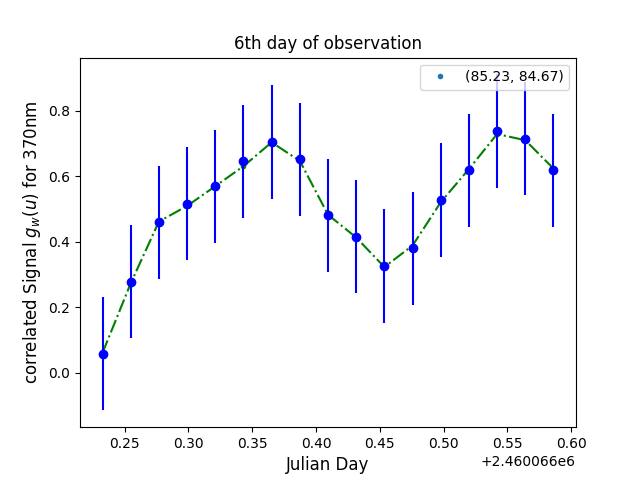 6th day of observation
(85.23, 84.67)
correlated Signal g_w(u) for 370nm
0.8
0.6
0.4
0.2
0.0
0.25 0.30 0.35 0.40 0.45 0.50 0.55 0.60
+2.460066e6
Julian Day